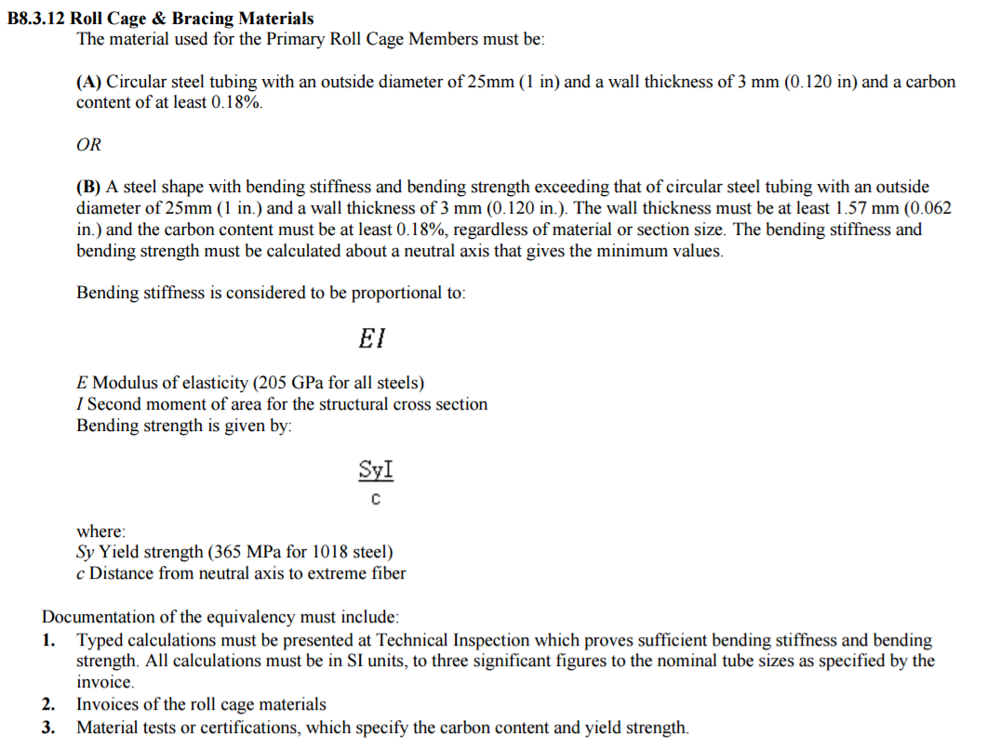 B8.3.12 Roll Cage & Bracing Materials
The material used for the Primary Roll Cage Members must be:
(A) Circular steel tubing with an outside diameter of 25mm (1 in) and a wall thickness of 3 mm (0.120 in) and a carbon
content of at least 0.18%.
OR
(B) A steel shape with bending stiffness and bending strength exceeding that of circular steel tubing with an outside
diameter of 25mm (1 in.) and a wall thickness of 3 mm (0.120 in.). The wall thickness must be at least 1.57 mm (0.062
in.) and the carbon content must be at least 0.18%, regardless of material or section size. The bending stiffness and
bending strength must be calculated about a neutral axis that gives the minimum values.
Bending stiffness is considered to be proportional to:
EI
E Modulus of elasticity (205 GPa for all steels)
I Second moment of area for the structural cross section
Bending strength is given by:
SyI
c
where:
Sy Yield strength (365 MPa for 1018 steel)
c Distance from neutral axis to extreme fiber
Documentation of the equivalency must include:
1. Typed calculations must be presented at Technical Inspection which proves sufficient bending stiffness and bending
strength. All calculations must be in SI units, to three significant figures to the nominal tube sizes as specified by the
invoice.
2. Invoices of the roll cage materials
3. Material tests or certifications, which specify the carbon content and yield strength.